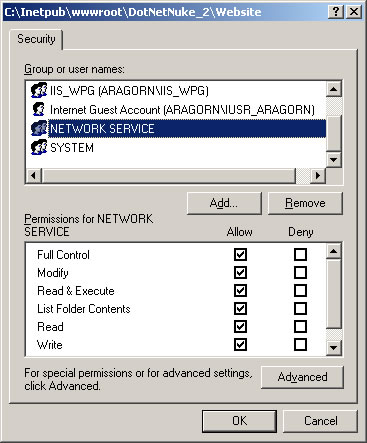 C:\Inetpub\wwwroot\DotNetNuke_2\Website
Security
Group or user names:
IIS_WPG (ARAGORN\IIS_WPG)
Internet Guest Account (ARAGORN\IUSR_ARAGORN)
NETWORK SERVICE
SYSTEM
Add...
Remove
Permissions for NETWORK
SERVICE
Allow
Deny
Full Control
Modify
Read & Execute
List Folder Contents
Read
Write
For special permissions or for advanced settings,
click Advanced.
Advanced
OK
Cancel